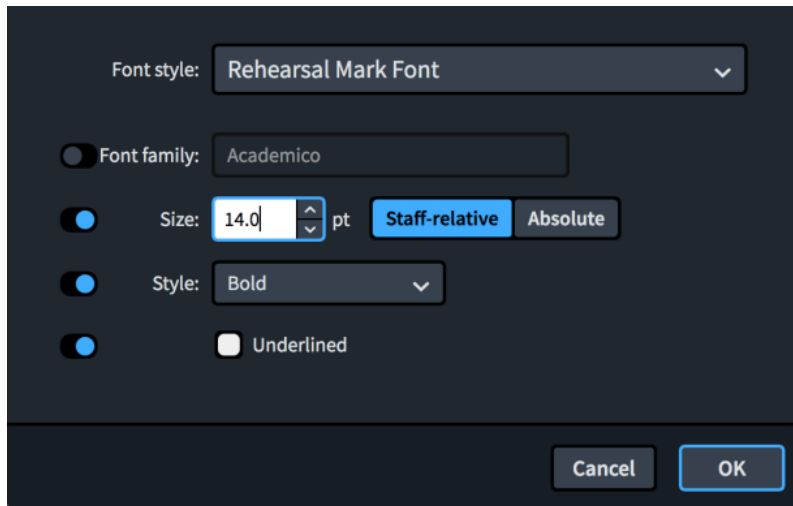 Font style: Rehearsal Mark Font
Font family: Academico
Size: 14.0 pt Staff-relative Absolute
Style: Bold
Underlined
Cancel OK